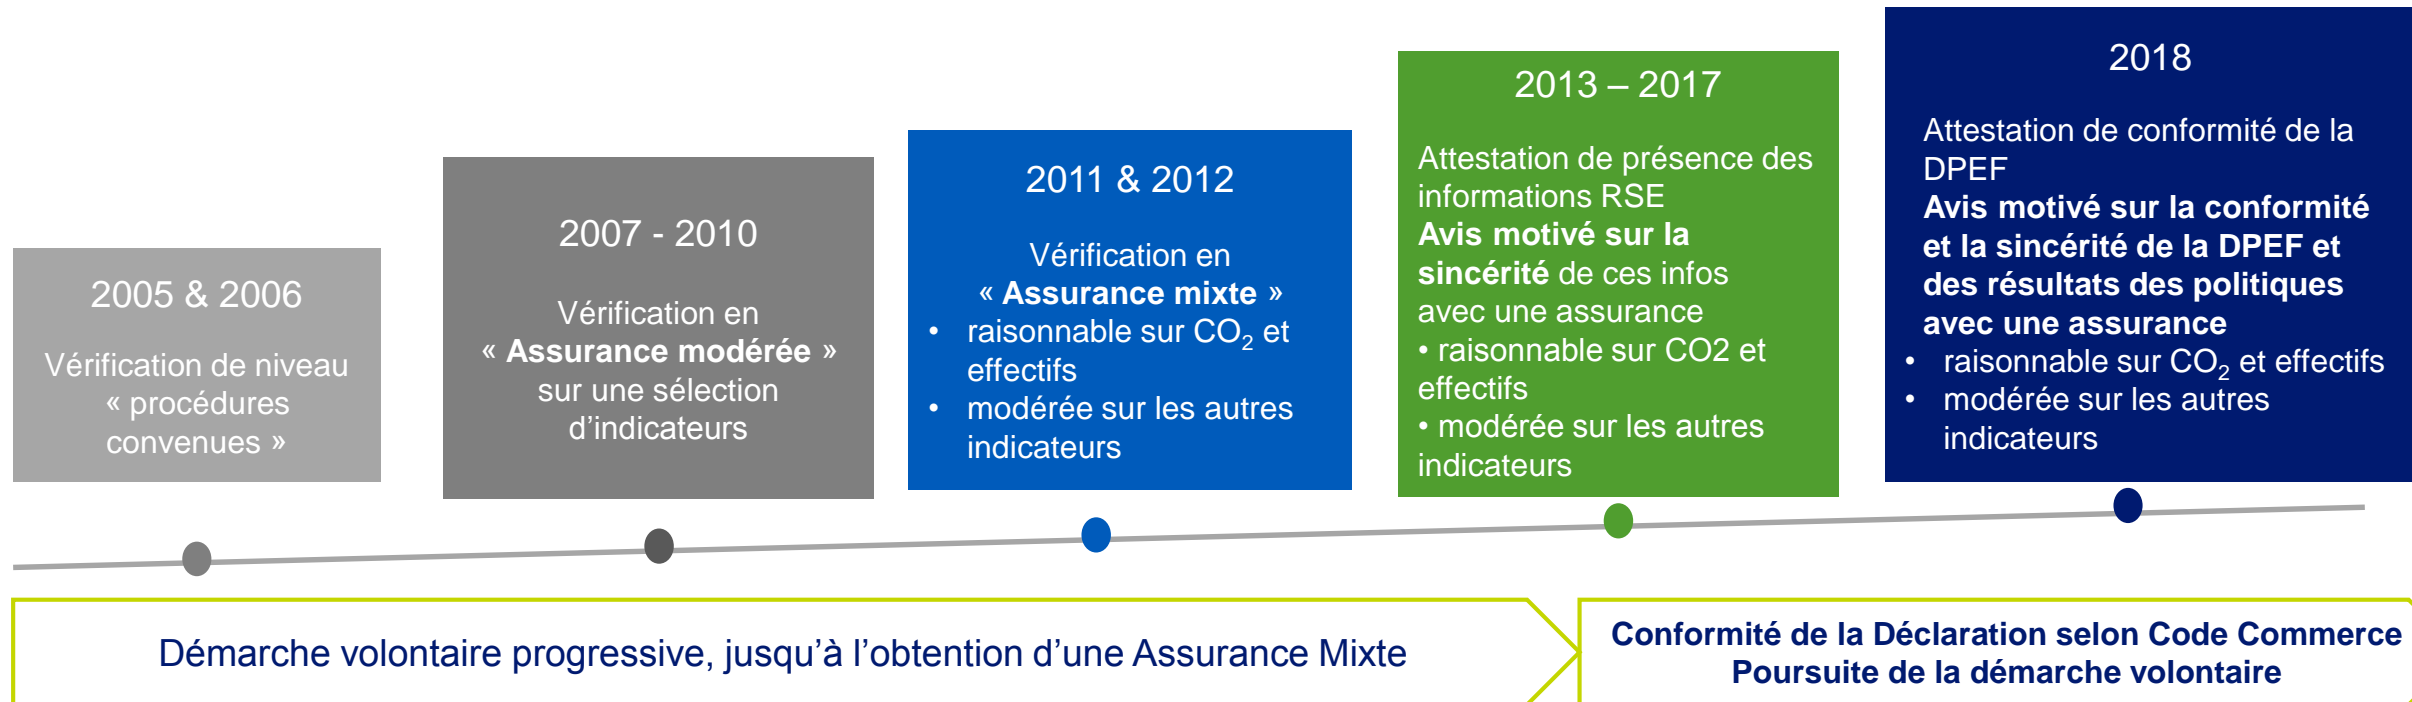 2005 & 2006
Vérification de niveau
« procédures
convenues »
2007 - 2010
Vérification en
« Assurance modérée »
sur une sélection
d’indicateurs
2011 & 2012
Vérification en
« Assurance mixte »
• raisonnable sur CO₂ et
effectifs
• modérée sur les autres
indicateurs
2013 – 2017
Attestation de présence des
informations RSE
Avis motivé sur la
sincérité de ces infos
avec une assurance
• raisonnable sur CO2 et
effectifs
• modérée sur les autres
indicateurs
2018
Attestation de conformité de la
DPEF
Avis motivé sur la conformité
et la sincérité de la DPEF et
des résultats des politiques
avec une assurance
• raisonnable sur CO₂ et effectifs
• modérée sur les autres
indicateurs
Démarche volontaire progressive, jusqu’à l’obtention d’une Assurance Mixte
Conformité de la Déclaration selon Code Commerce
Poursuite de la démarche volontaire